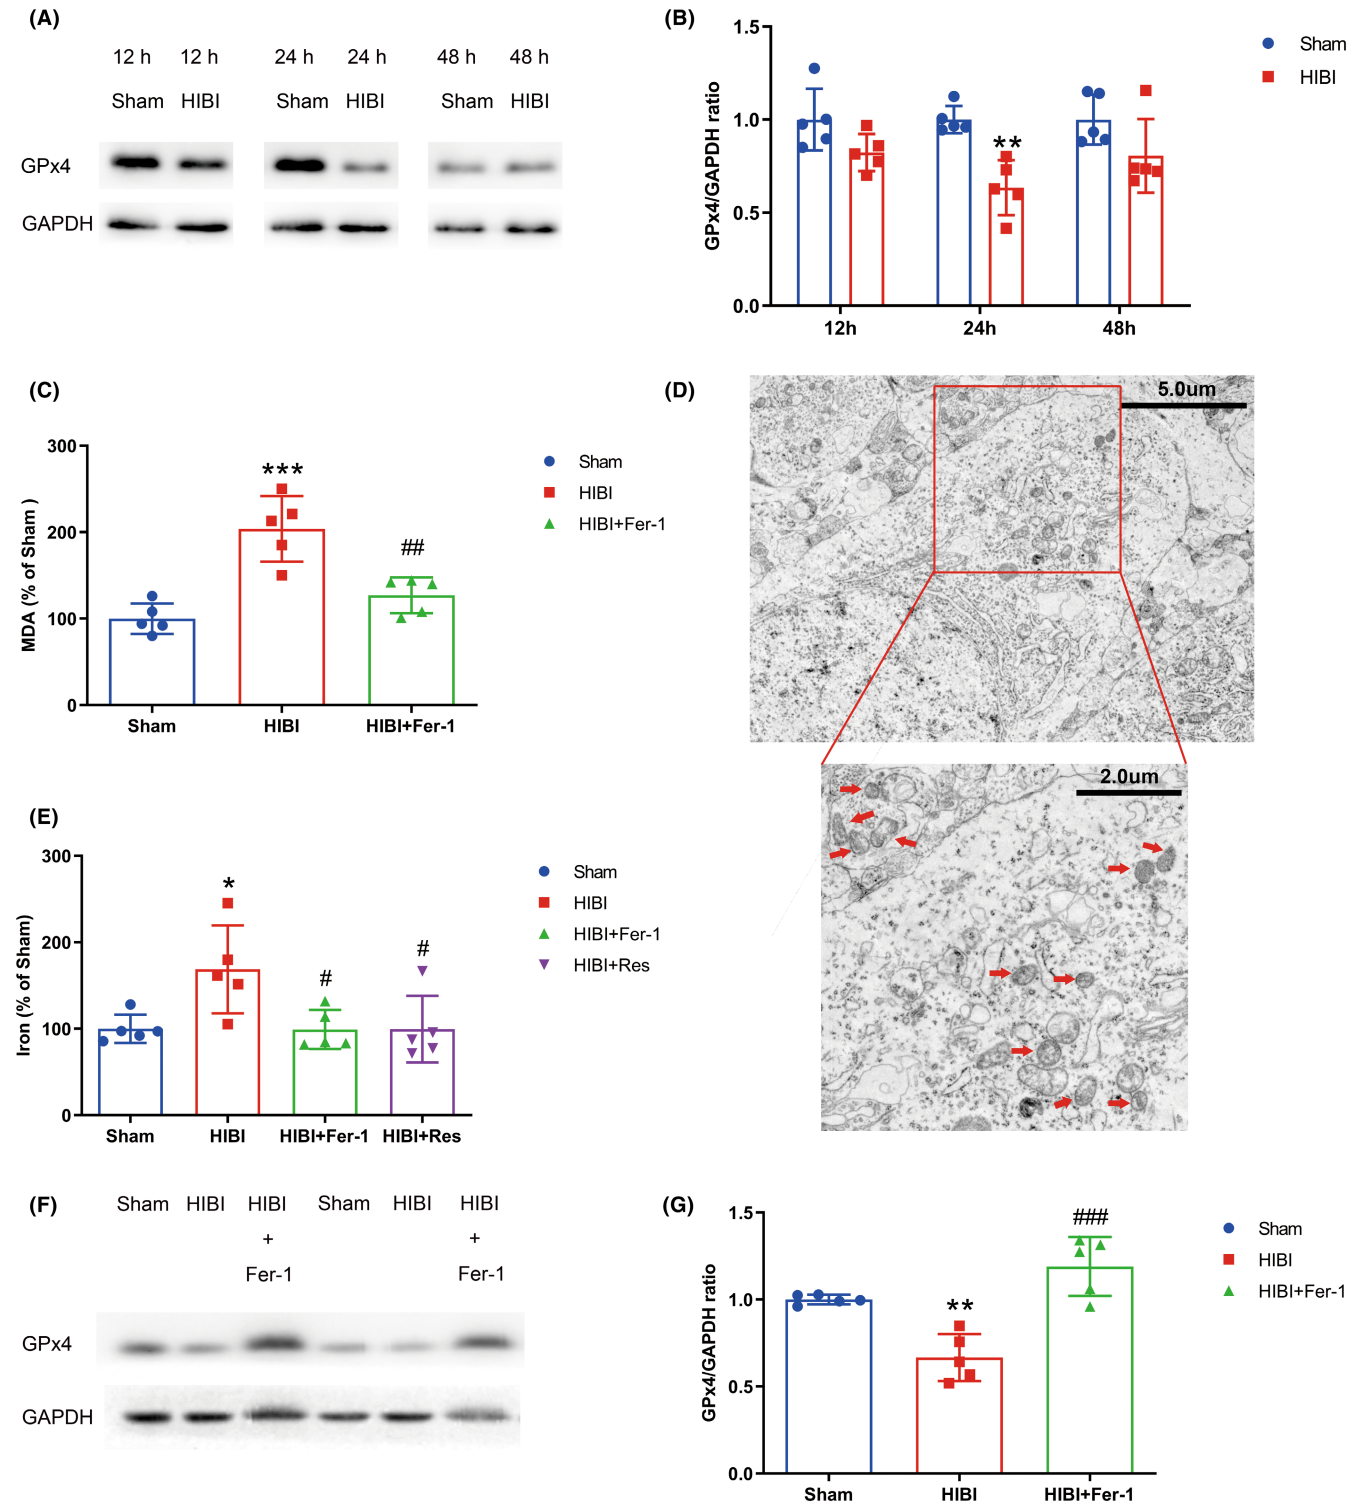 (A)
12 h 12 h 24 h 24 h 48 h 48 h
Sham HIBI Sham HIBI Sham HIBI
GPx4
GAPDH
(B)
GPx4/GAPDH ratio
1.5
1.0
0.5
0.0
**
12h 24h 48h
Sham
HIBI
(C)
MDA (% of Sham )
300
200
100
0
***
##
Sham HIBI HIBI+Fer-1
Sham
HIBI
HIBI+Fer-1
(D)
5.0um
2.0um
(E)
Iron (% of Sham)
300
200
100
0
*
#
#
Sham HIBI HIBI+Fer-1 HIBI+Res
Sham
HIBI
HIBI+Fer-1
HIBI+Res
(F)
Sham HIBI HIBI Sham HIBI HIBI
+ +
Fer-1 Fer-1
GPx4
GAPDH
(G)
GPx4/GAPDH ratio
1.5
1.0
0.5
0.0
**
###
Sham HIBI HIBI+Fer-1
Sham
HIBI
HIBI+Fer-1